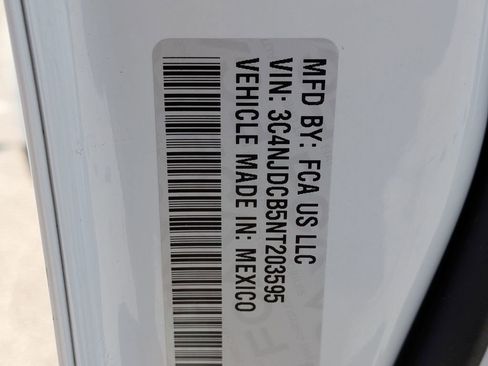 MFD BY: FCA US LLC
VIN: 3C4NJDCB5NT203595
VEHICLE MADE IN: MEXICO